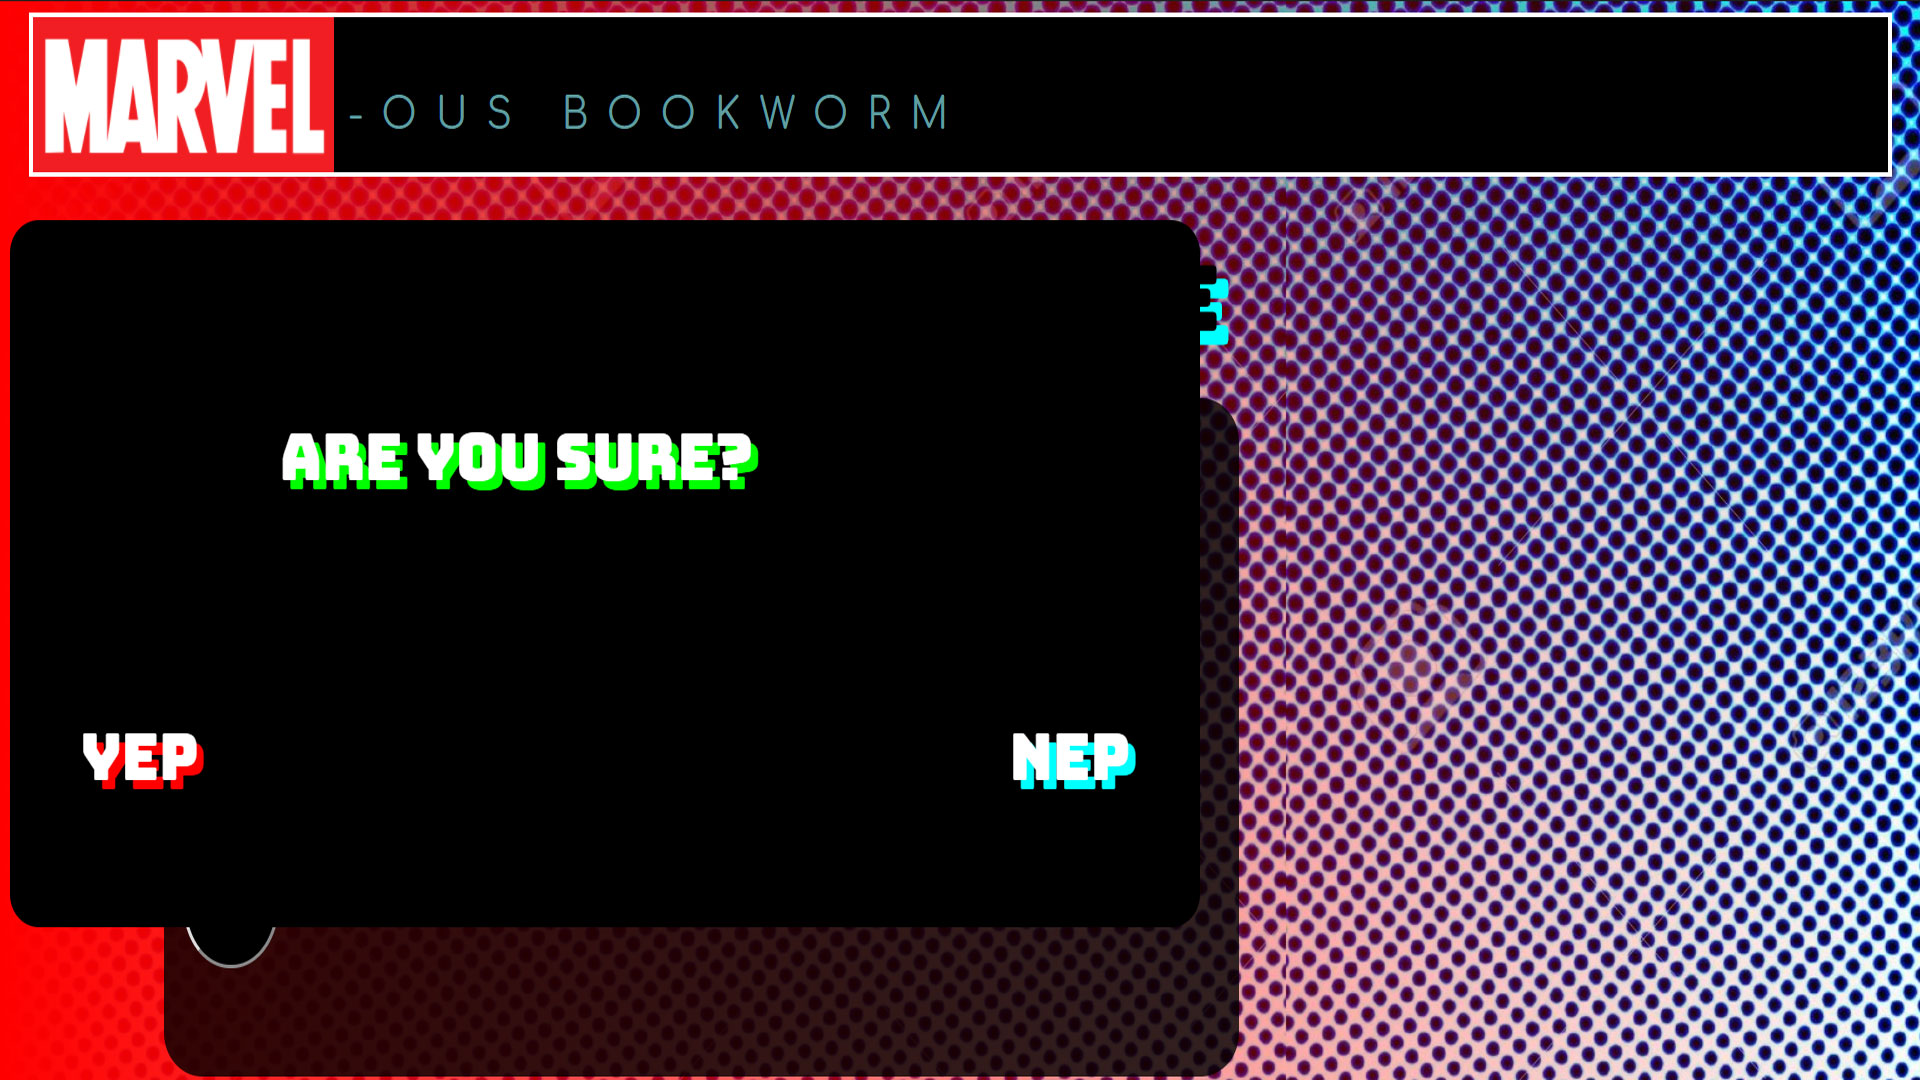 MARVEL
-OUS BOOKWORM
E
ARE YOU SURE?
YEP
NEP